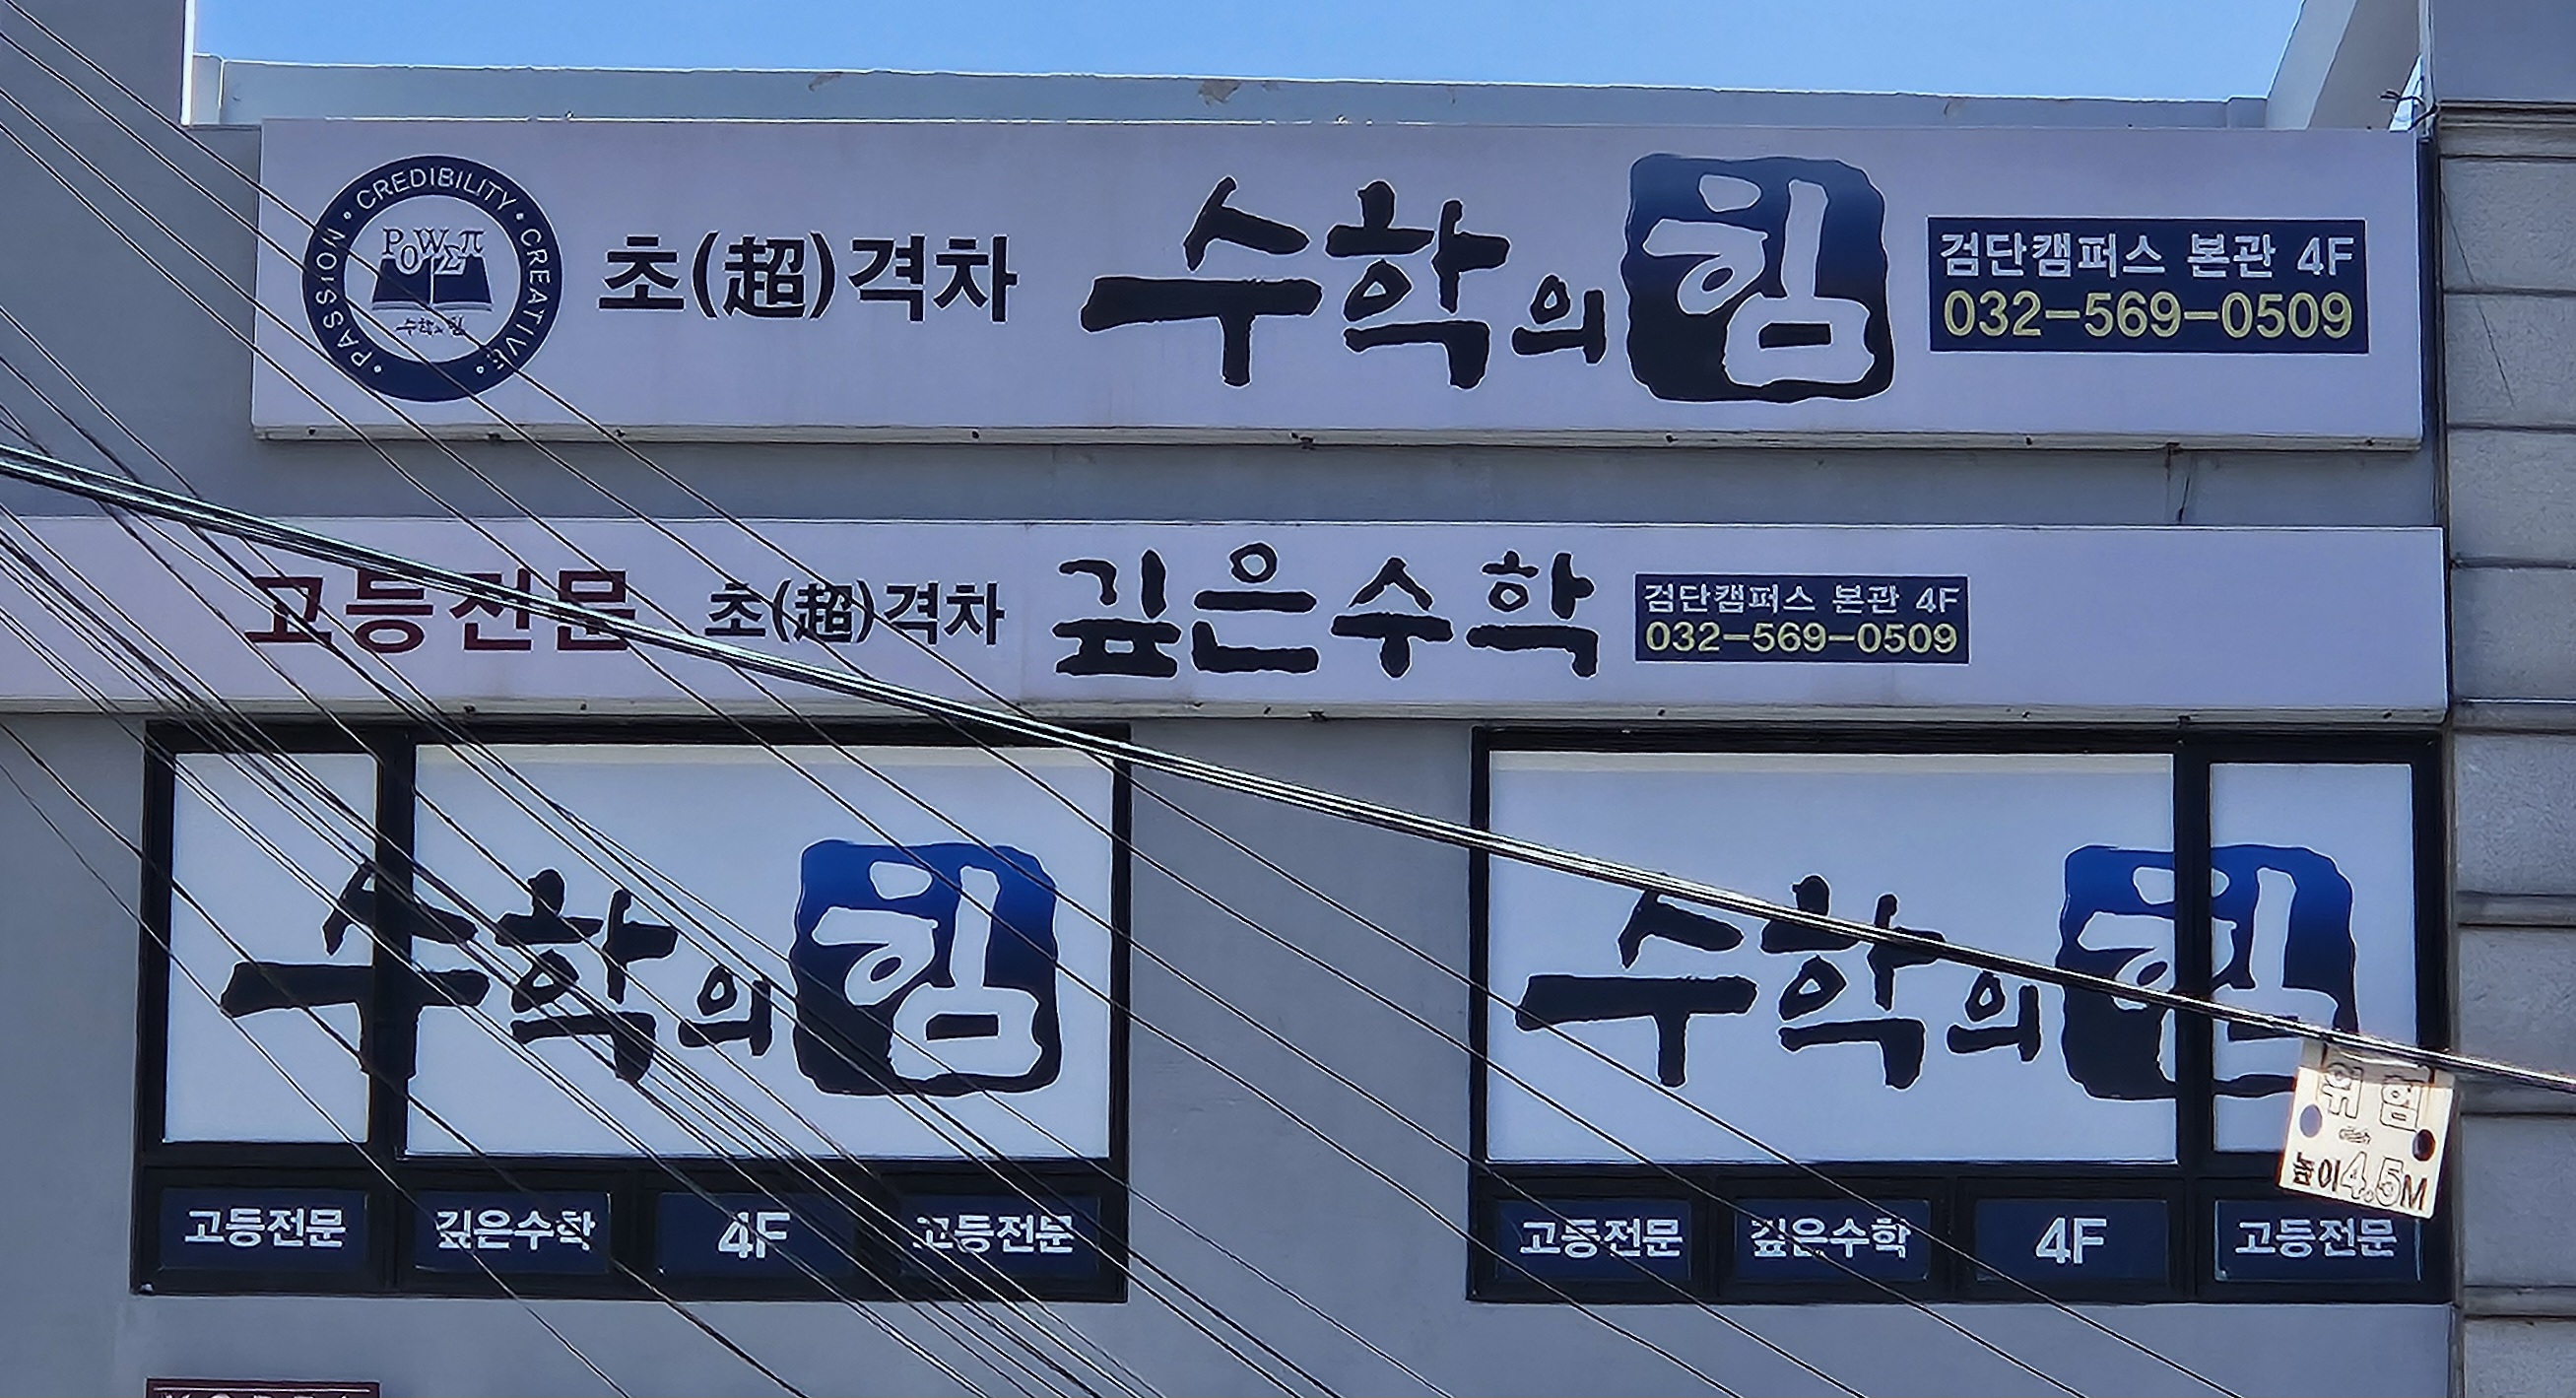 PASSION • CREDIBILITY • CREATIVE
POWΣπ
수학의힘
초(超)격차 수학의힘
검단캠퍼스 본관 4F
032-569-0509
고등전문 초(超)격차 깊은수학
검단캠퍼스 본관 4F
032-569-0509
수학의힘
수학의힘
고등전문 깊은수학 4F 고등전문
고등전문 깊은수학 4F 고등전문
위험
높이4.5M